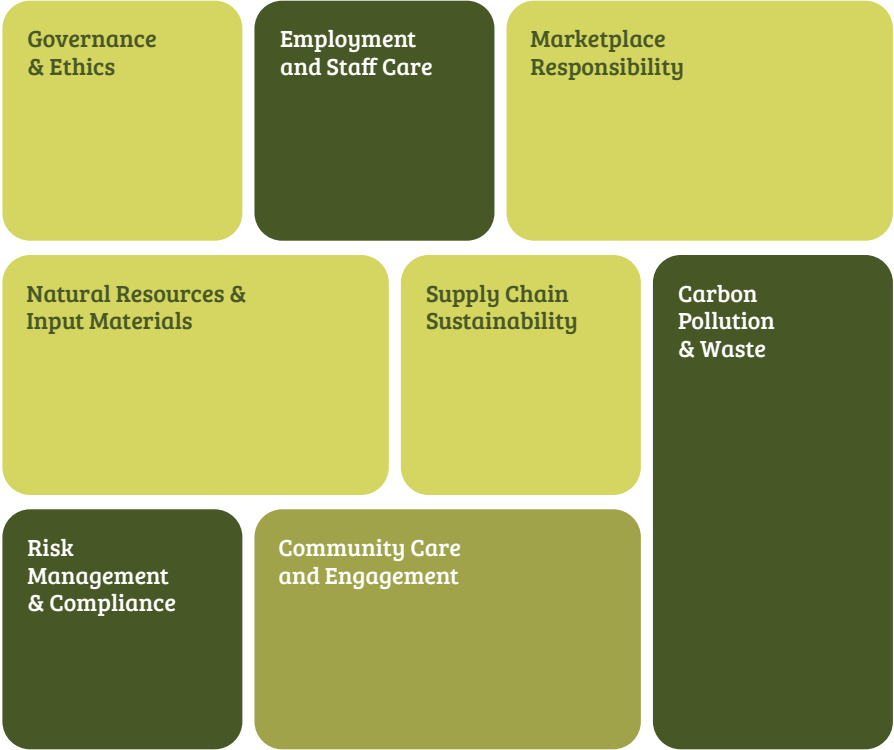 Governance
& Ethics
Employment
and Staff Care
Marketplace
Responsibility
Natural Resources &
Input Materials
Supply Chain
Sustainability
Carbon
Pollution
& Waste
Risk
Management
& Compliance
Community Care
and Engagement